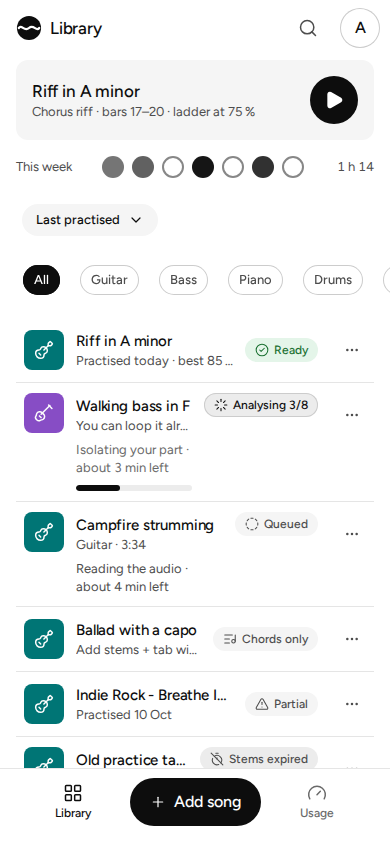 Library
A
Riff in A minor
Chorus riff · bars 17–20 · ladder at 75 %
This week
1 h 14
Last practised
All
Guitar
Bass
Piano
Drums
Riff in A minor
Practised today · best 85 ...
Ready
Walking bass in F
You can loop it alr...
Analysing 3/8
Isolating your part ·
about 3 min left
Campfire strumming
Guitar · 3:34
Queued
Reading the audio ·
about 4 min left
Ballad with a capo
Add stems + tab wi...
Chords only
Indie Rock - Breathe I...
Practised 10 Oct
Partial
Old practice ta...
Stems expired
Library
Add song
Usage